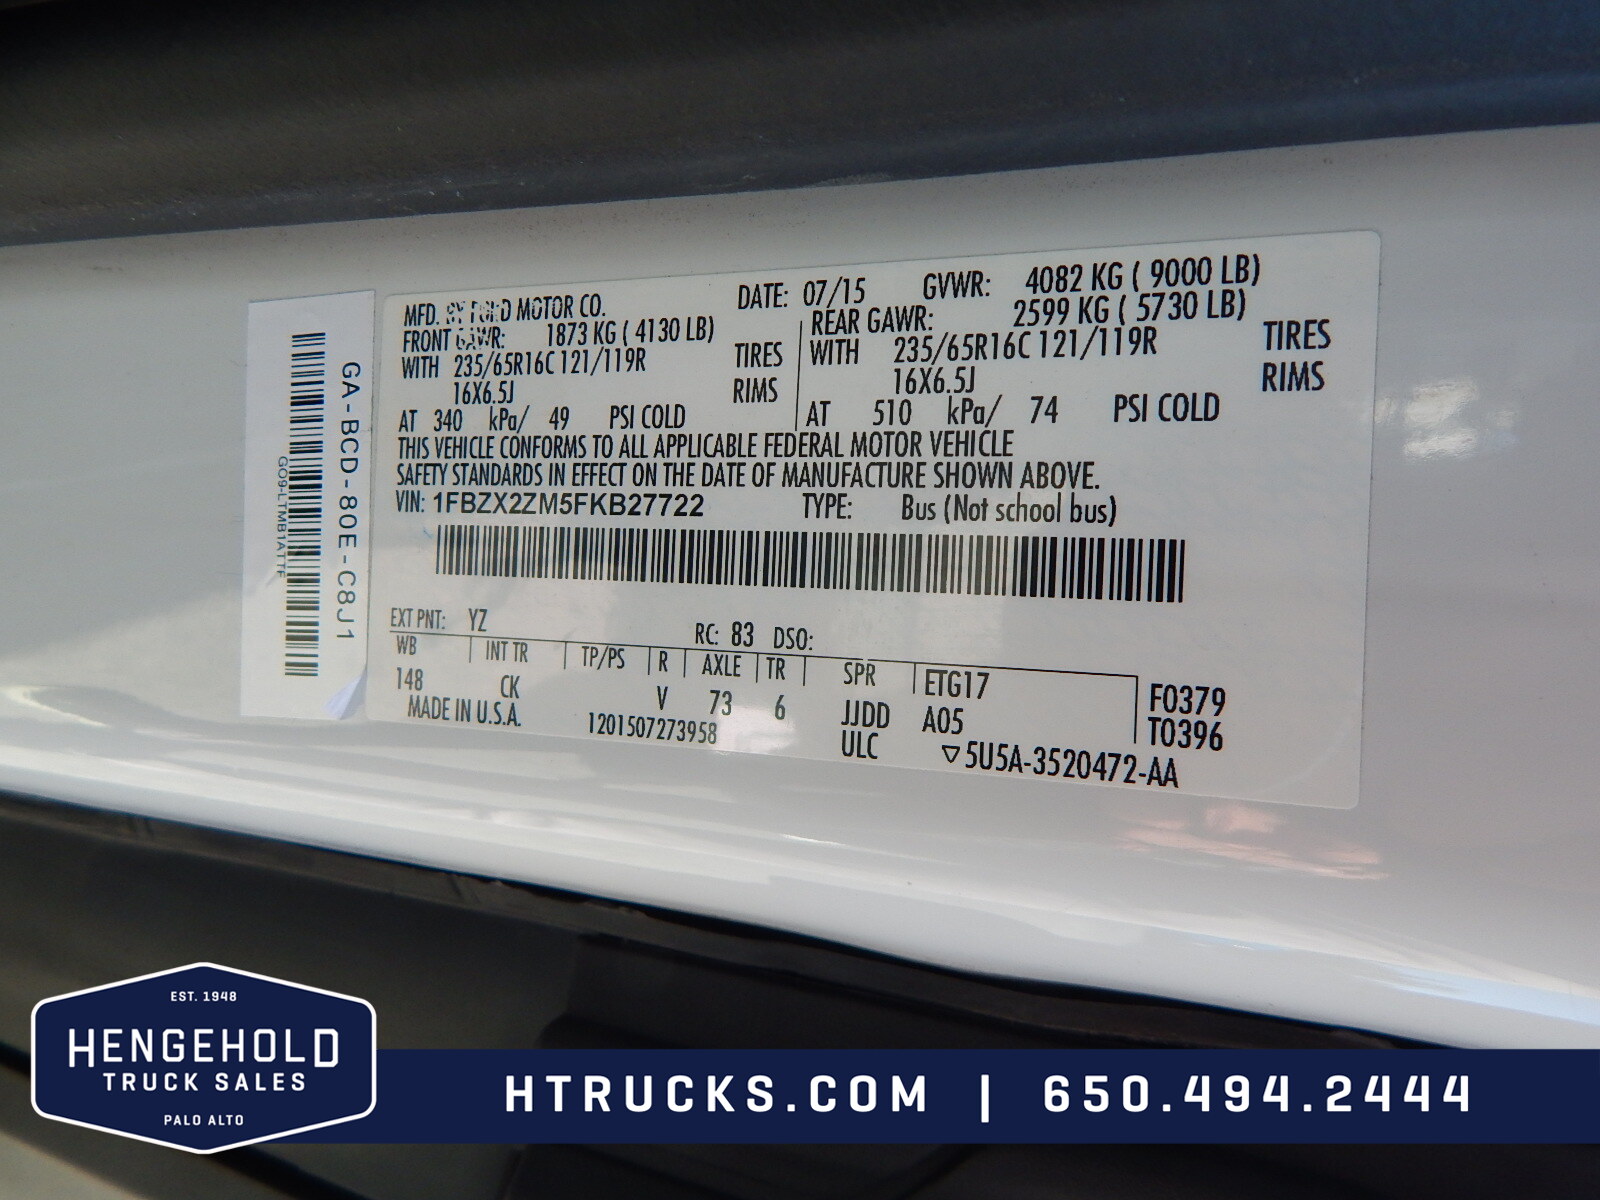 MFD. BY FORD MOTOR CO.
DATE: 07/15 GVWR: 4082 KG ( 9000 LB)
FRONT GAWR: 1873 KG ( 4130 LB)
REAR GAWR: 2599 KG ( 5730 LB)
WITH 235/65R16C 121/119R TIRES
WITH 235/65R16C 121/119R TIRES
16X6.5J RIMS
16X6.5J RIMS
AT 340 kPa/ 49 PSI COLD
AT 510 kPa/ 74 PSI COLD
THIS VEHICLE CONFORMS TO ALL APPLICABLE FEDERAL MOTOR VEHICLE
SAFETY STANDARDS IN EFFECT ON THE DATE OF MANUFACTURE SHOWN ABOVE.
VIN: 1FBZX2ZM5FKB27722 TYPE: Bus (Not school bus)
EXT PNT: YZ RC: 83 DSO:
WB INT TR TP/PS R AXLE TR SPR
148 CK V 73 6 JJDD
ULC
ETG17
A05
F0379
T0396
MADE IN U.S.A. 1201507273958
▽5U5A-3520472-AA
GA-BCD-80E-C8J1
GO9-LTMB1ATTF
EST. 1948
HENGEHOLD
TRUCK SALES
PALO ALTO
HTRUCKS.COM | 650.494.2444